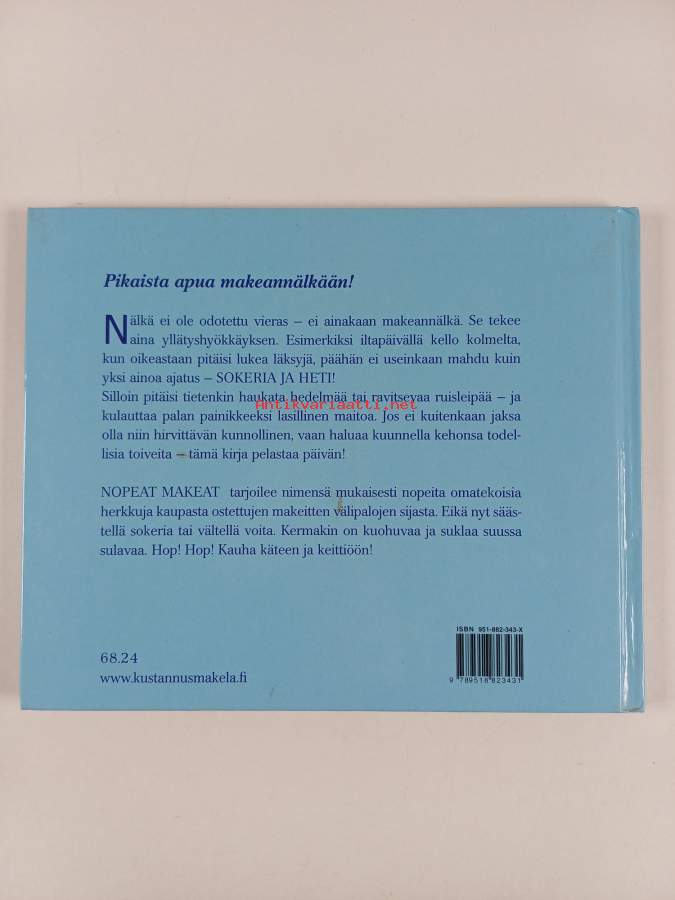 Pikaista apua makeannälkään!
Nälkä ei ole odotettu vieras – ei ainakaan makeannälkä. Se tekee
aina yllätyshyökkäyksen. Esimerkiksi iltapäivällä kello kolmelta,
kun oikeastaan pitäisi lukea läksyjä, päähän ei useinkaan mahdu kuin
yksi ainoa ajatus – SOKERIA JA HETI!
Silloin pitäisi tietenkin haukata hedelmää tai ravitsevaa ruisleipää – ja
Antikvariaatti.net
kulauttaa palan painikkeeksi lasillinen maitoa. Jos ei kuitenkaan jaksa
olla niin hirvittävän kunnollinen, vaan haluaa kuunnella kehonsa todel-
lisia toiveita – tämä kirja pelastaa päivän!
NOPEAT MAKEAT tarjoilee nimensä mukaisesti nopeita omatekoisia
herkkuja kaupasta ostettujen makeitten välipalojen sijasta. Eikä nyt sääs-
tellä sokeria tai vältellä voita. Kermakin on kuohuvaa ja suklaa suussa
sulavaa. Hop! Hop! Kauha käteen ja keittiöön!
ISBN 951-882-343-X
9 789518 823431
68.24
www.kustannusmakela.fi